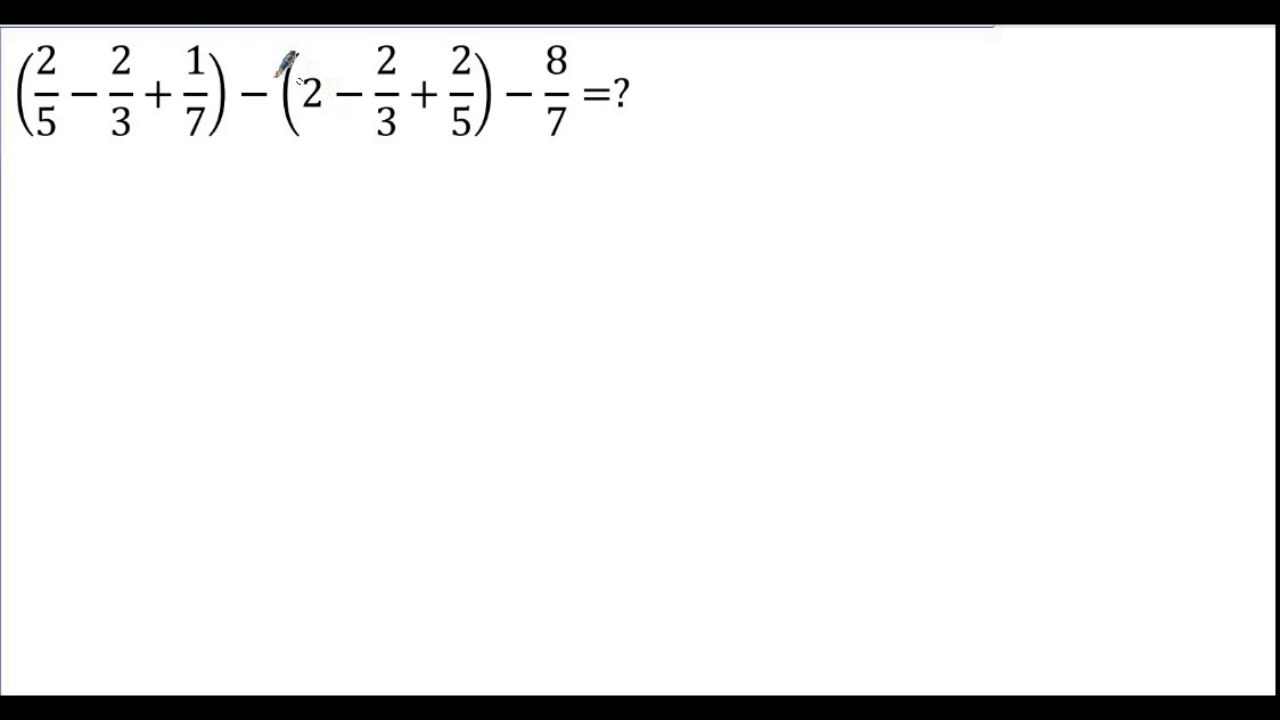 (2/5 − 2/3 + 1/7) − (2 − 2/3 + 2/5) − 8/7 =?